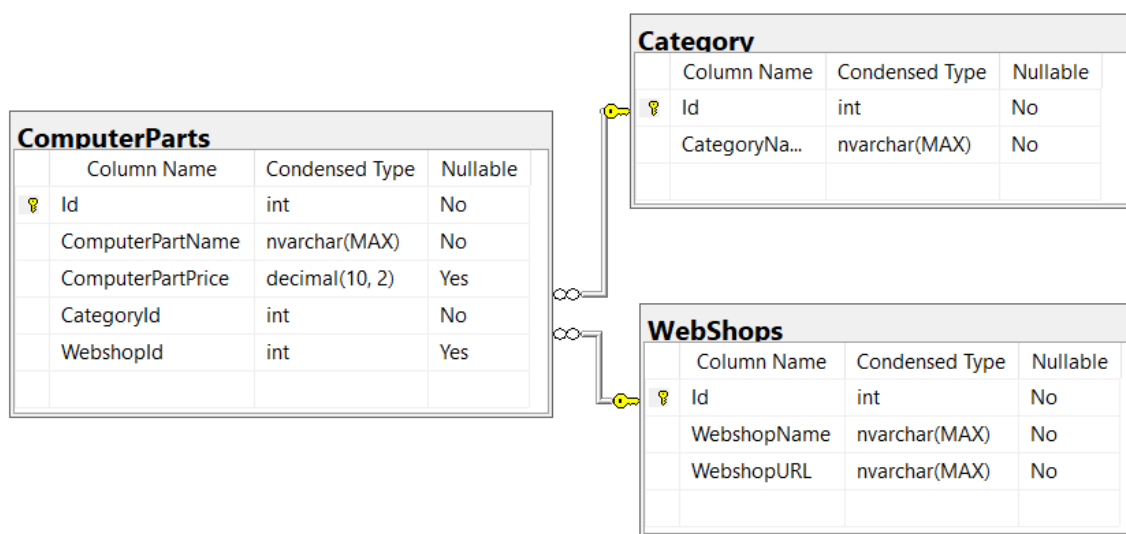 ComputerParts
Column Name Condensed Type Nullable
Id int No
ComputerPartName nvarchar(MAX) No
ComputerPartPrice decimal(10, 2) Yes
CategoryId int No
WebshopId int Yes
Category
Column Name Condensed Type Nullable
Id int No
CategoryNa... nvarchar(MAX) No
WebShops
Column Name Condensed Type Nullable
Id int No
WebshopName nvarchar(MAX) No
WebshopURL nvarchar(MAX) No